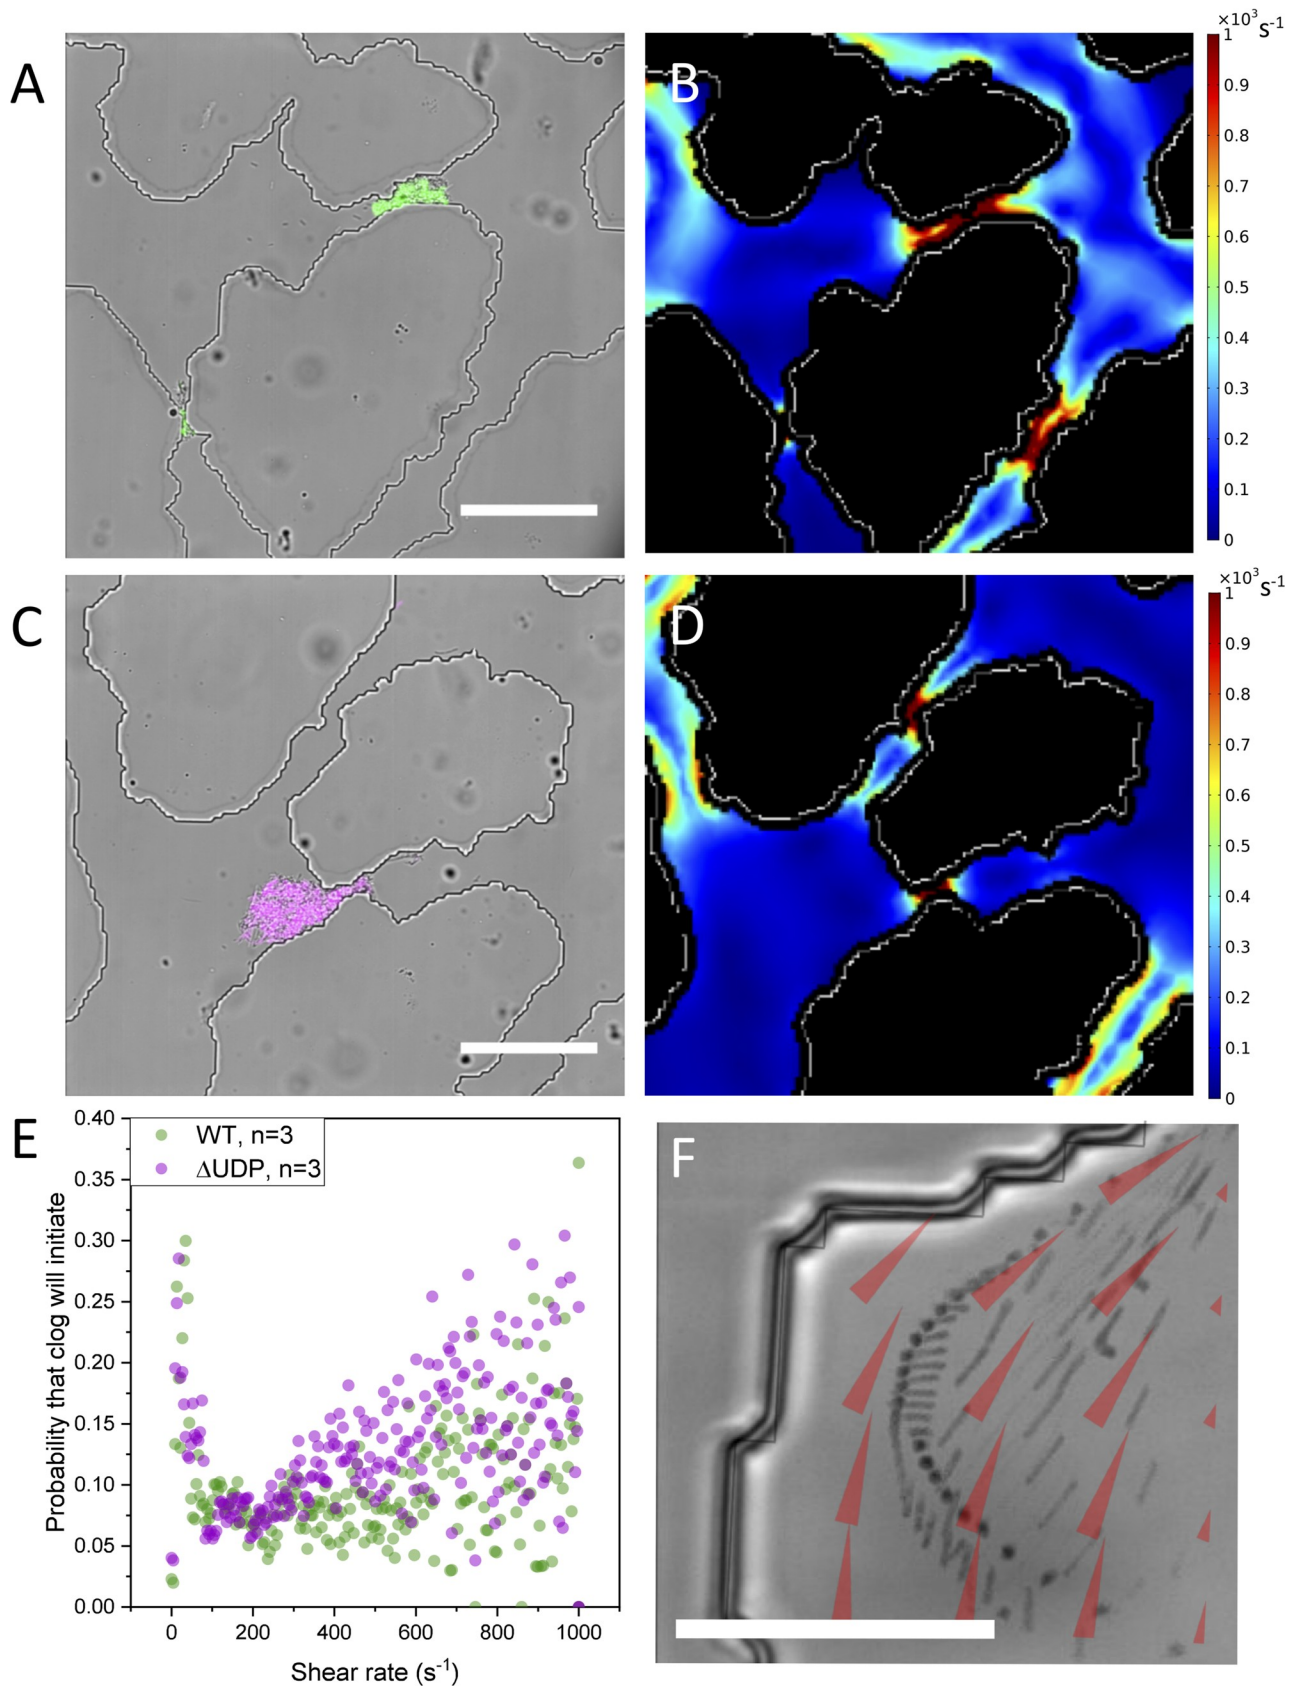 A
B
×10³
s⁻¹
1
0.9
0.8
0.7
0.6
0.5
0.4
0.3
0.2
0.1
0
C
D
×10³
s⁻¹
1
0.9
0.8
0.7
0.6
0.5
0.4
0.3
0.2
0.1
0
E
WT, n=3
ΔUDP, n=3
Probability that clog will initiate
0.40
0.35
0.30
0.25
0.20
0.15
0.10
0.05
0.00
0 200 400 600 800 1000
Shear rate (s⁻¹)
F